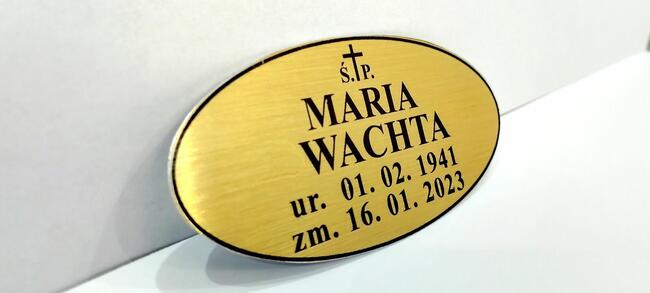 Ś.†P.
MARIA
WACHTA
ur. 01. 02. 1941
zm. 16. 01. 2023